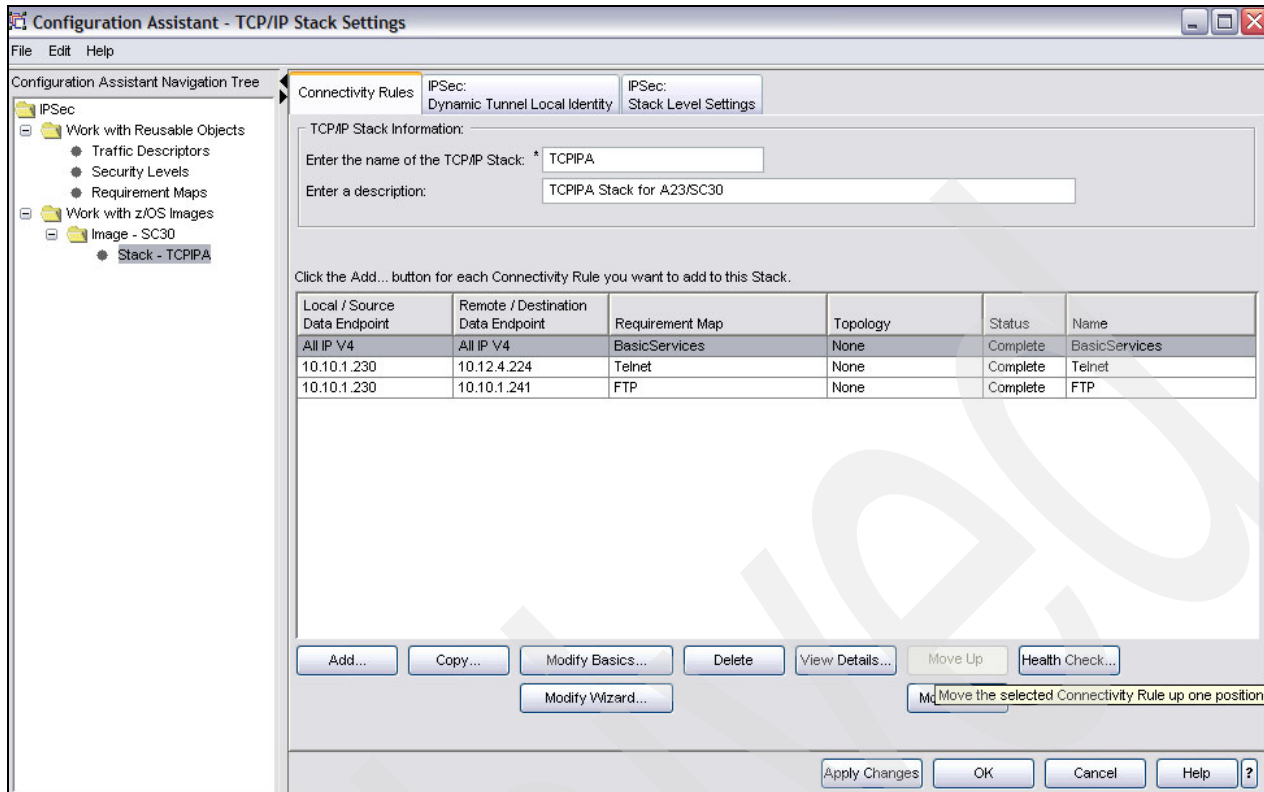 Configuration Assistant - TCP/IP Stack Settings
File Edit Help
Configuration Assistant Navigation Tree
IPSec
Work with Reusable Objects
Traffic Descriptors
Security Levels
Requirement Maps
Work with z/OS Images
Image - SC30
Stack - TCPIPA
Connectivity Rules
IPSec:
Dynamic Tunnel Local Identity
IPSec:
Stack Level Settings
TCP/IP Stack Information:
Enter the name of the TCP/IP Stack: * TCPIPA
Enter a description: TCPIPA Stack for A23/SC30
Click the Add... button for each Connectivity Rule you want to add to this Stack.
Local / Source Data Endpoint Remote / Destination Data Endpoint Requirement Map Topology Status Name
All IP V4 All IP V4 BasicServices None Complete BasicServices
10.10.1.230 10.12.4.224 Telnet None Complete Telnet
10.10.1.230 10.10.1.241 FTP None Complete FTP
Add... Copy... Modify Basics... Delete View Details... Move Up Health Check...
Modify Wizard...
Move the selected Connectivity Rule up one position
Apply Changes OK Cancel Help ?